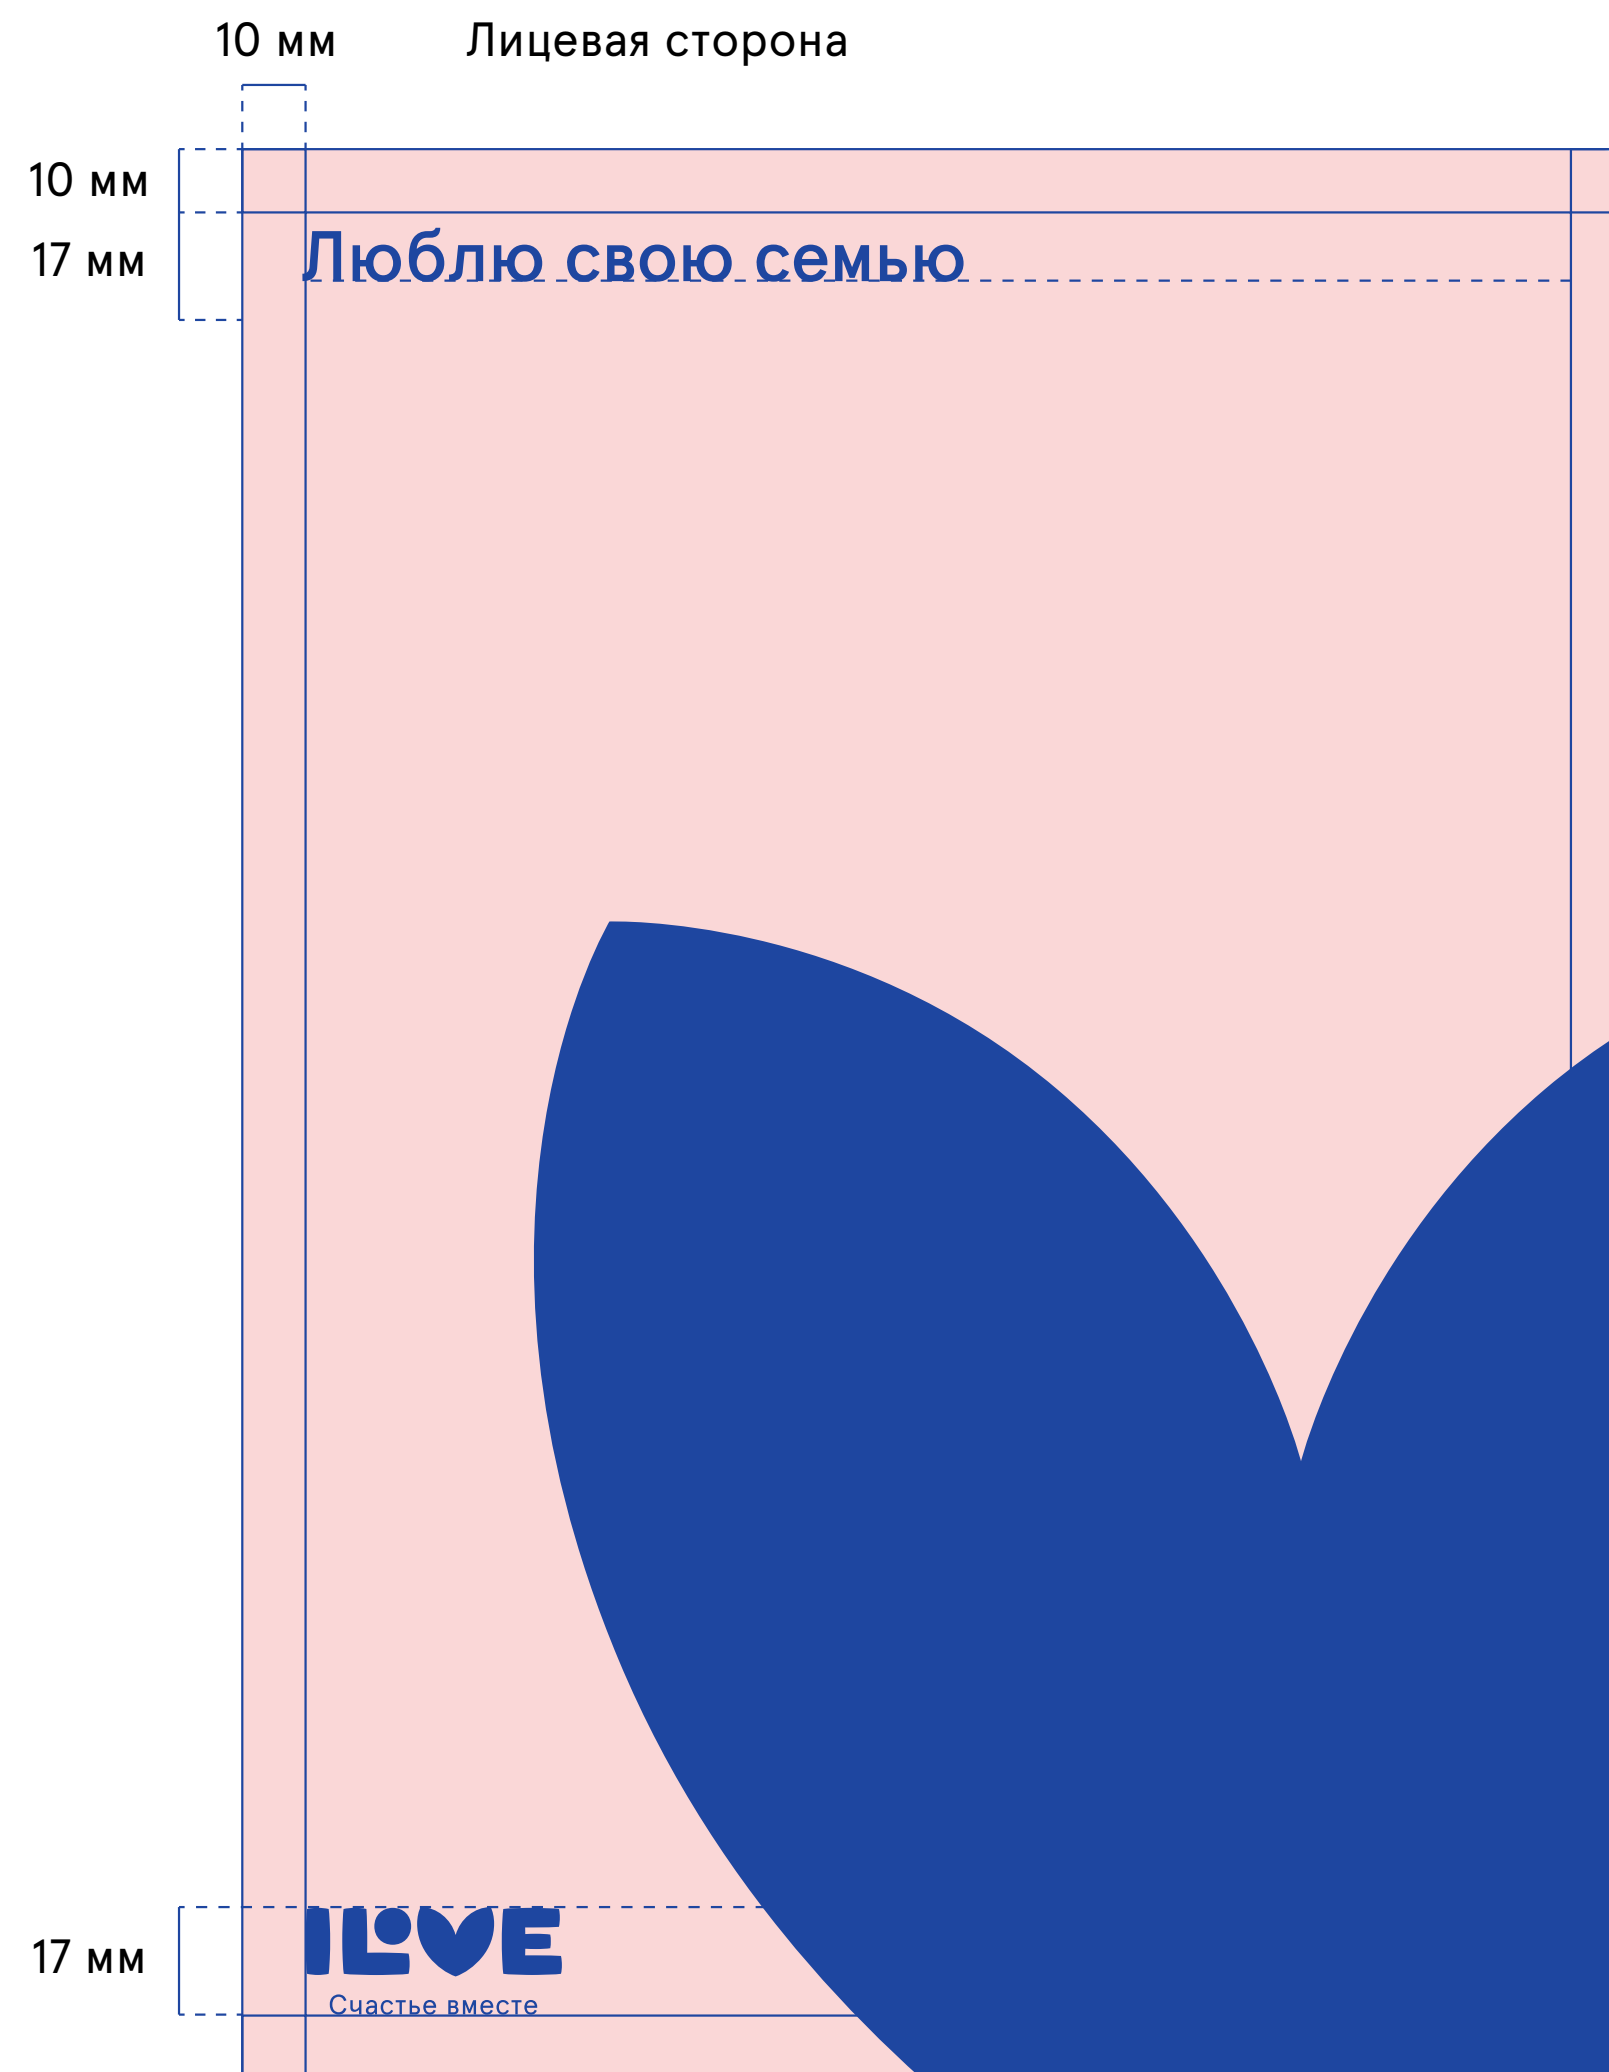 10 мм Лицевая сторона
10 мм
17 мм
Люблю свою семью
17 мм
ILOVE
Счастье вместе